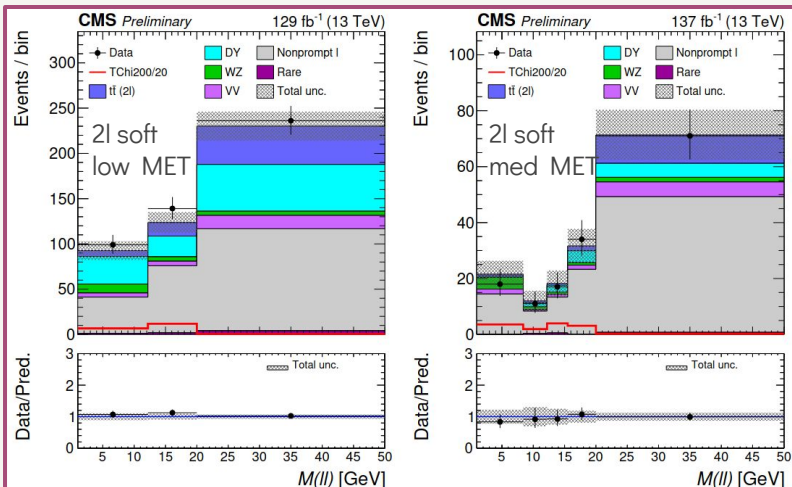 CMS Preliminary 129 fb⁻¹ (13 TeV)
Events / bin
300
250
200
150
100
50
0
Data
TChi200/20
tt̄ (2l)
DY
WZ
VV
Nonprompt l
Rare
Total unc.
2l soft
low MET
Data/Pred.
3
2
1
0
Total unc.
5 10 15 20 25 30 35 40 45 50
M(ll) [GeV]
CMS Preliminary 137 fb⁻¹ (13 TeV)
Events / bin
100
80
60
40
20
0
Data
TChi200/20
tt̄ (2l)
DY
WZ
VV
Nonprompt l
Rare
Total unc.
2l soft
med MET
Data/Pred.
3
2
1
0
Total unc.
5 10 15 20 25 30 35 40 45 50
M(ll) [GeV]